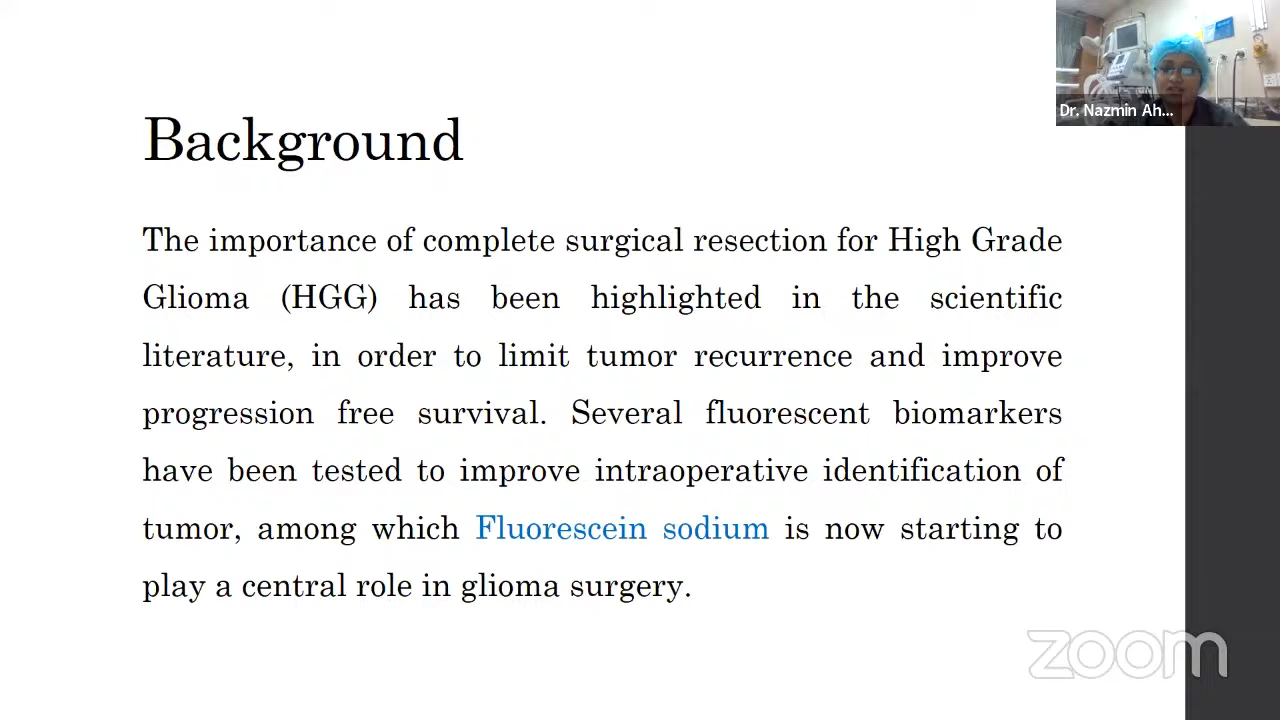 Dr. Nazmin Ah...
Background
The importance of complete surgical resection for High Grade
Glioma (HGG) has been highlighted in the scientific
literature, in order to limit tumor recurrence and improve
progression free survival. Several fluorescent biomarkers
have been tested to improve intraoperative identification of
tumor, among which Fluorescein sodium is now starting to
play a central role in glioma surgery.
zoom